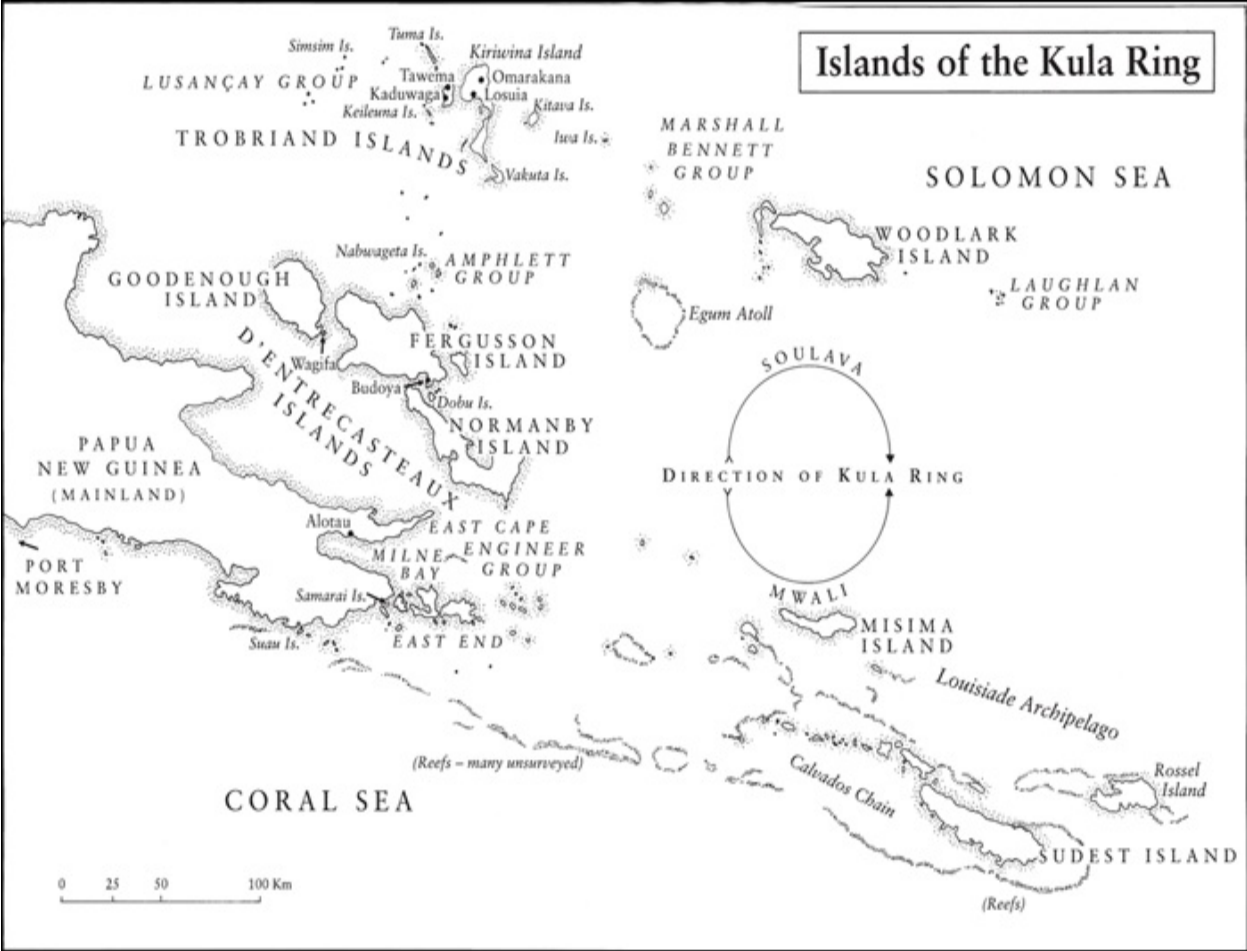 Islands of the Kula Ring
Tuma Is.
Simsim Is.
Kiriwina Island
LUSANÇAY GROUP
Tawema
Omarakana
Kaduwaga
Losuia
Keileuna Is.
Kitava Is.
TROBRIAND ISLANDS
Iwa Is.
Vakuta Is.
MARSHALL
BENNETT
GROUP
SOLOMON SEA
WOODLARK
ISLAND
Nabwageta Is.
AMPHLETT
GROUP
GOODENOUGH
ISLAND
LAUGHLAN
GROUP
Egum Atoll
FERGUSSON
ISLAND
Wagifa
D'ENTRECASTEAUX
ISLANDS
Budoya
Dobu Is.
NORMANBY
ISLAND
SOULAVA
DIRECTION OF KULA RING
MWALI
PAPUA
NEW GUINEA
(MAINLAND)
Alotau
EAST CAPE
MILNE
BAY
ENGINEER
GROUP
PORT
MORESBY
Samarai Is.
EAST END
Suau Is.
MISIMA
ISLAND
Louisiade Archipelago
(Reefs – many unsurveyed)
Calvados Chain
Rossel
Island
CORAL SEA
SUDEST ISLAND
(Reefs)
0 25 50 100 Km